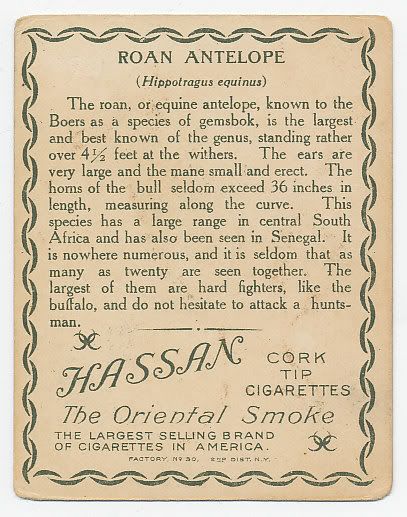 ROAN ANTELOPE
(Hippotragus equinus)
The roan, or equine antelope, known to the
Boers as a species of gemsbok, is the largest
and best known of the genus, standing rather
over 4½ feet at the withers. The ears are
very large and the mane small and erect. The
horns of the bull seldom exceed 36 inches in
length, measuring along the curve. This
species has a large range in central South
Africa and has also been seen in Senegal. It
is nowhere numerous, and it is seldom that as
many as twenty are seen together. The
largest of them are hard fighters, like the
buffalo, and do not hesitate to attack a hunts-
man.
HASSAN
CORK
TIP
CIGARETTES
The Oriental Smoke
THE LARGEST SELLING BRAND
OF CIGARETTES IN AMERICA.
FACTORY, NO 30, 2ND DIST. N.Y.